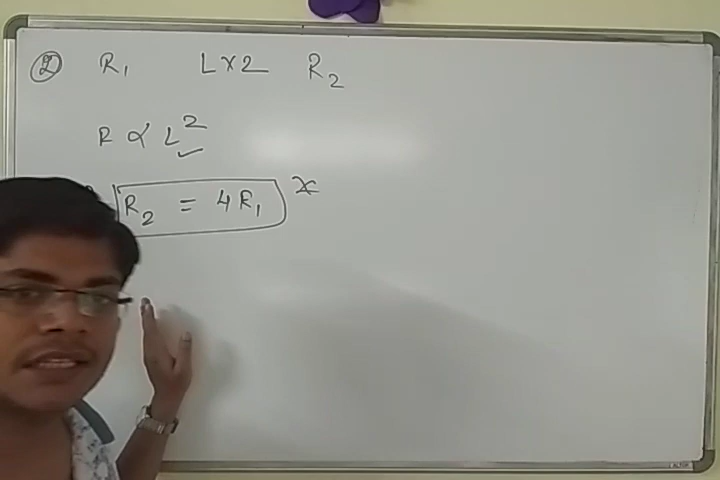 ② R₁ L×2 R₂
R ∝ L² ✓
R₂ = 4R₁ ×